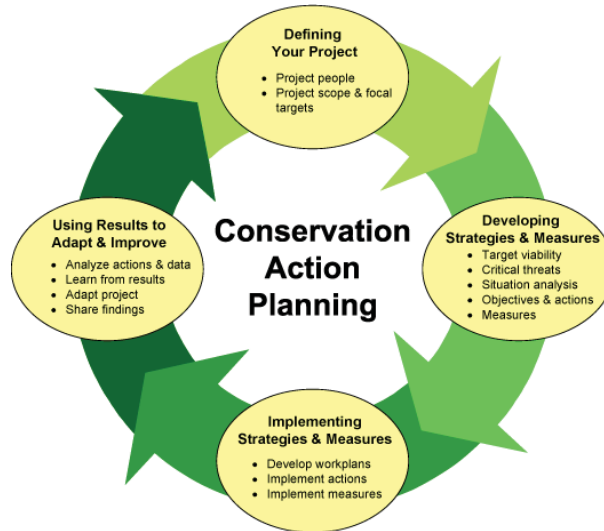 Defining
Your Project
• Project people
• Project scope & focal
targets
Developing
Strategies & Measures
• Target viability
• Critical threats
• Situation analysis
• Objectives & actions
• Measures
Implementing
Strategies & Measures
• Develop workplans
• Implement actions
• Implement measures
Using Results to
Adapt & Improve
• Analyze actions & data
• Learn from results
• Adapt project
• Share findings
Conservation
Action
Planning